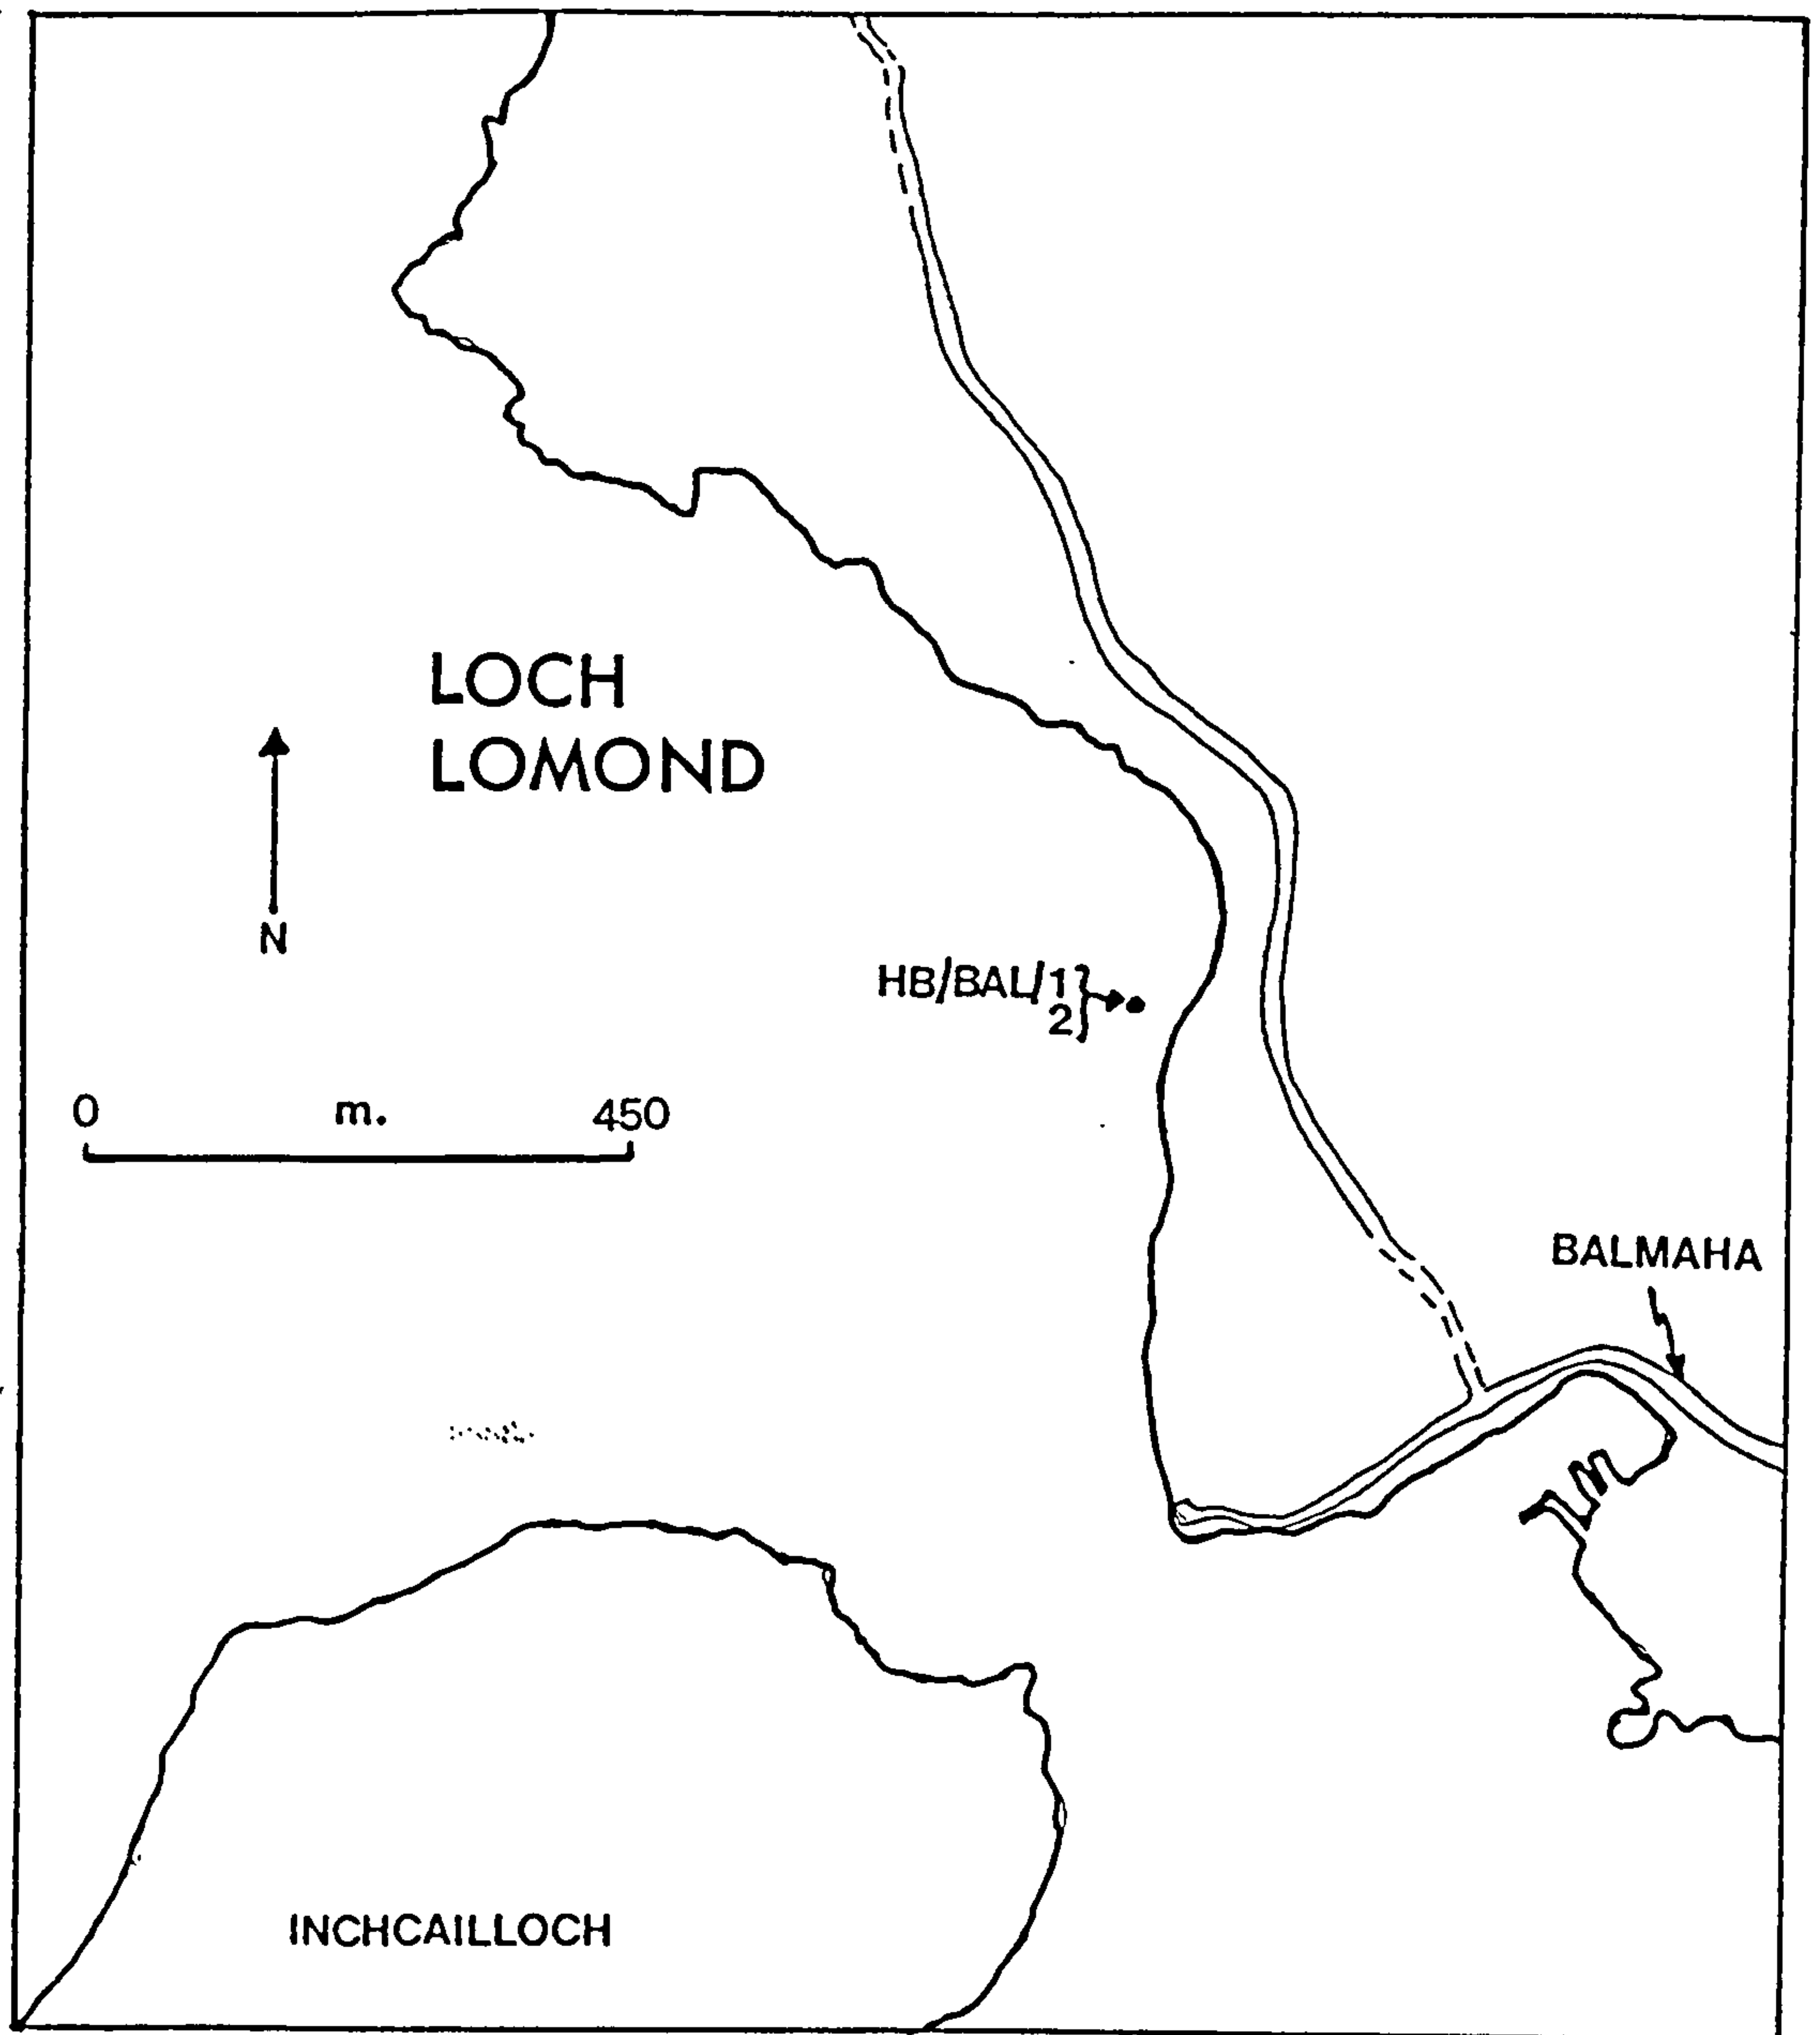 LOCH
LOMOND
N
HB/BAL/1
2
0 m. 450
BALMAHA
INCHCAILLOCH